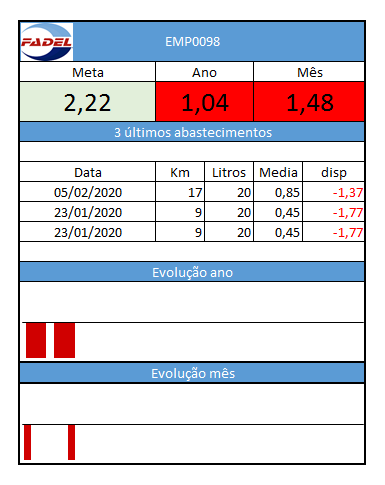 FADEL
EMP0098
Meta Ano Mês
2,22 1,04 1,48
3 últimos abastecimentos
Data Km Litros Media disp
05/02/2020 17 20 0,85 -1,37
23/01/2020 9 20 0,45 -1,77
23/01/2020 9 20 0,45 -1,77
Evolução ano
Evolução mês